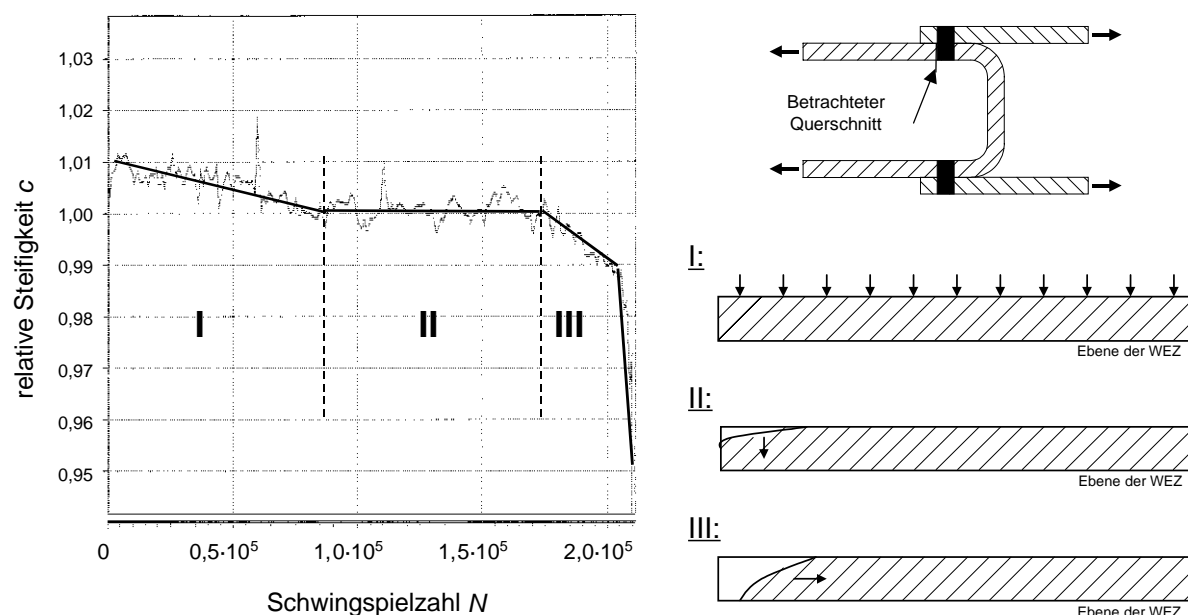 1,03
1,02
1,01
1,00
0,99
0,98
0,97
0,96
0,95
relative Steifigkeit c
I
II
III
0
0,5·10⁵
1,0·10⁵
1,5·10⁵
2,0·10⁵
Schwingspielzahl N
Betrachteter
Querschnitt
I:
Ebene der WEZ
II:
Ebene der WEZ
III:
Ebene der WEZ